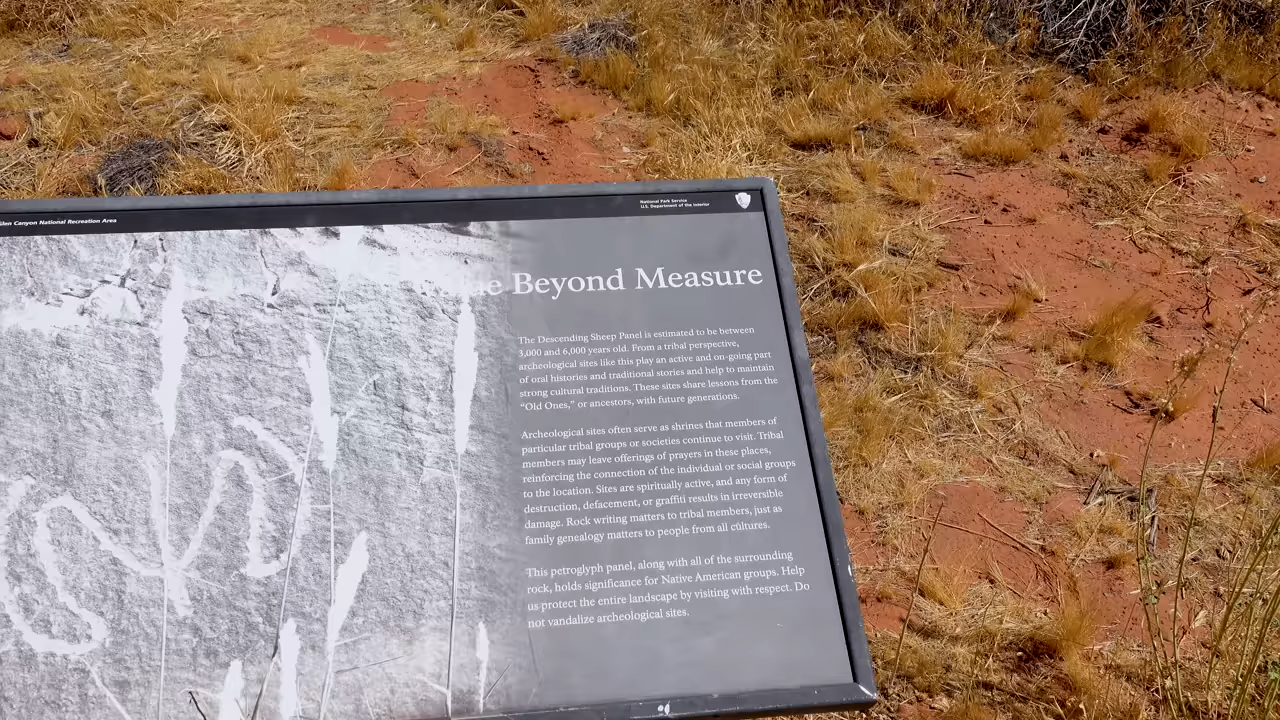 Glen Canyon National Recreation Area
National Park Service
U.S. Department of the Interior
Beyond Measure
The Descending Sheep Panel is estimated to be between
3,000 and 6,000 years old. From a tribal perspective,
archeological sites like this play an active and on-going part
of oral histories and traditional stories and help to maintain
strong cultural traditions. These sites share lessons from the
“Old Ones,” or ancestors, with future generations.
Archeological sites often serve as shrines that members of
particular tribal groups or societies continue to visit. Tribal
members may leave offerings of prayers in these places,
reinforcing the connection of the individual or social groups
to the location. Sites are spiritually active, and any form of
destruction, defacement, or graffiti results in irreversible
damage. Rock writing matters to tribal members, just as
family genealogy matters to people from all cultures.
This petroglyph panel, along with all of the surrounding
rock, holds significance for Native American groups. Help
us protect the entire landscape by visiting with respect. Do
not vandalize archeological sites.